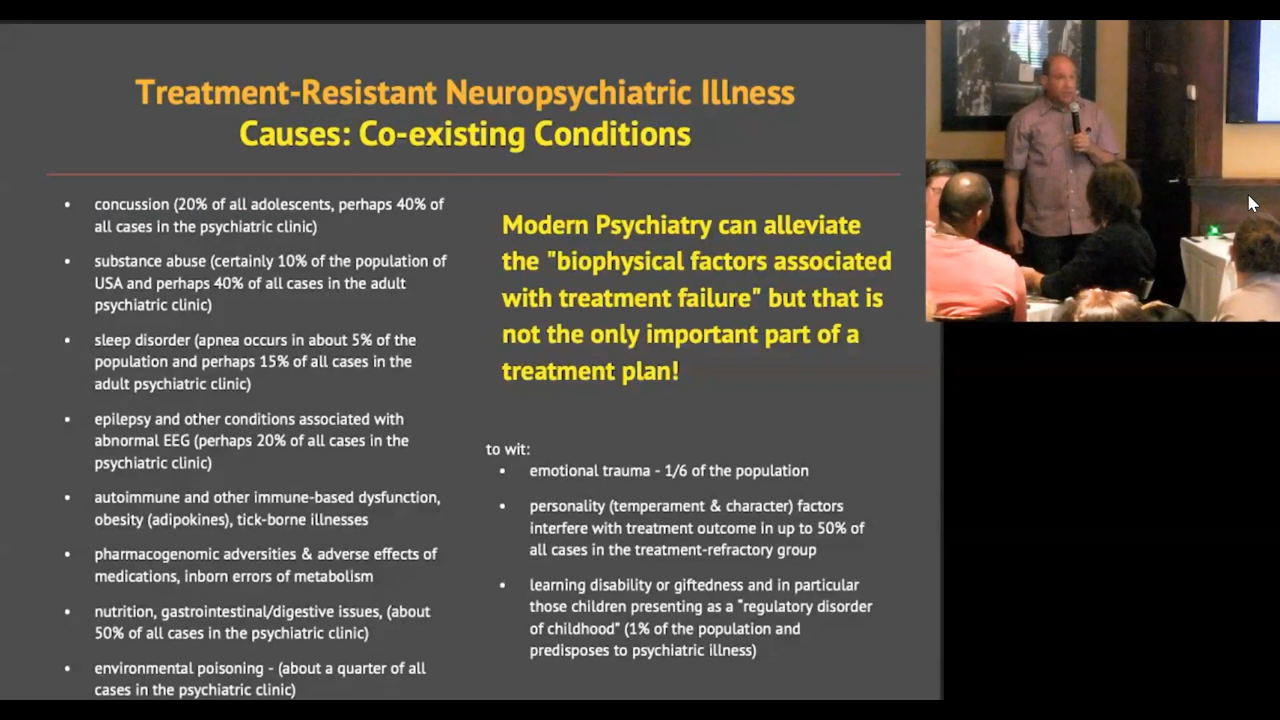 Treatment-Resistant Neuropsychiatric Illness
Causes: Co-existing Conditions
• concussion (20% of all adolescents, perhaps 40% of
all cases in the psychiatric clinic)
• substance abuse (certainly 10% of the population of
USA and perhaps 40% of all cases in the adult
psychiatric clinic)
• sleep disorder (apnea occurs in about 5% of the
population and perhaps 15% of all cases in the
adult psychiatric clinic)
• epilepsy and other conditions associated with
abnormal EEG (perhaps 20% of all cases in the
psychiatric clinic)
• autoimmune and other immune-based dysfunction,
obesity (adipokines), tick-borne illnesses
• pharmacogenomic adversities & adverse effects of
medications, inborn errors of metabolism
• nutrition, gastrointestinal/digestive issues, (about
50% of all cases in the psychiatric clinic)
• environmental poisoning - (about a quarter of all
cases in the psychiatric clinic)
Modern Psychiatry can alleviate
the "biophysical factors associated
with treatment failure" but that is
not the only important part of a
treatment plan!
to wit:
• emotional trauma - 1/6 of the population
• personality (temperament & character) factors
interfere with treatment outcome in up to 50% of
all cases in the treatment-refractory group
• learning disability or giftedness and in particular
those children presenting as a “regulatory disorder
of childhood” (1% of the population and
predisposes to psychiatric illness)